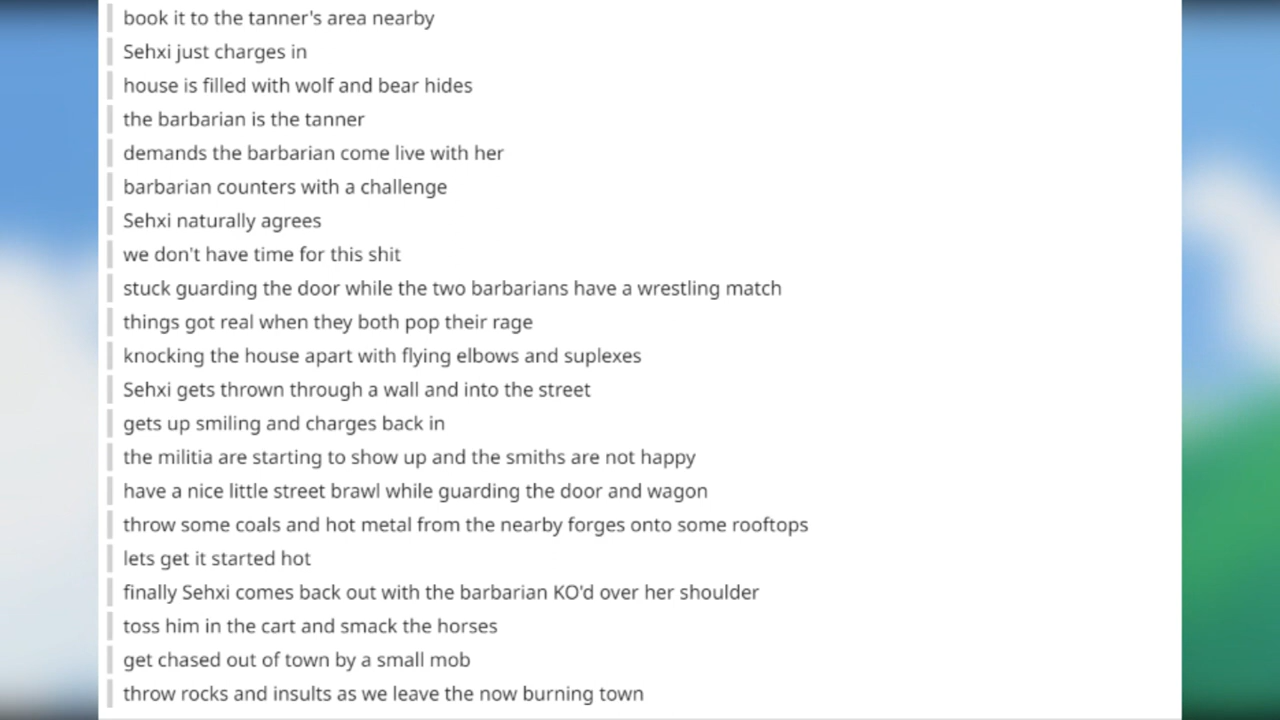 book it to the tanner's area nearby
Sehxi just charges in
house is filled with wolf and bear hides
the barbarian is the tanner
demands the barbarian come live with her
barbarian counters with a challenge
Sehxi naturally agrees
we don't have time for this shit
stuck guarding the door while the two barbarians have a wrestling match
things got real when they both pop their rage
knocking the house apart with flying elbows and suplexes
Sehxi gets thrown through a wall and into the street
gets up smiling and charges back in
the militia are starting to show up and the smiths are not happy
have a nice little street brawl while guarding the door and wagon
throw some coals and hot metal from the nearby forges onto some rooftops
lets get it started hot
finally Sehxi comes back out with the barbarian KO'd over her shoulder
toss him in the cart and smack the horses
get chased out of town by a small mob
throw rocks and insults as we leave the now burning town